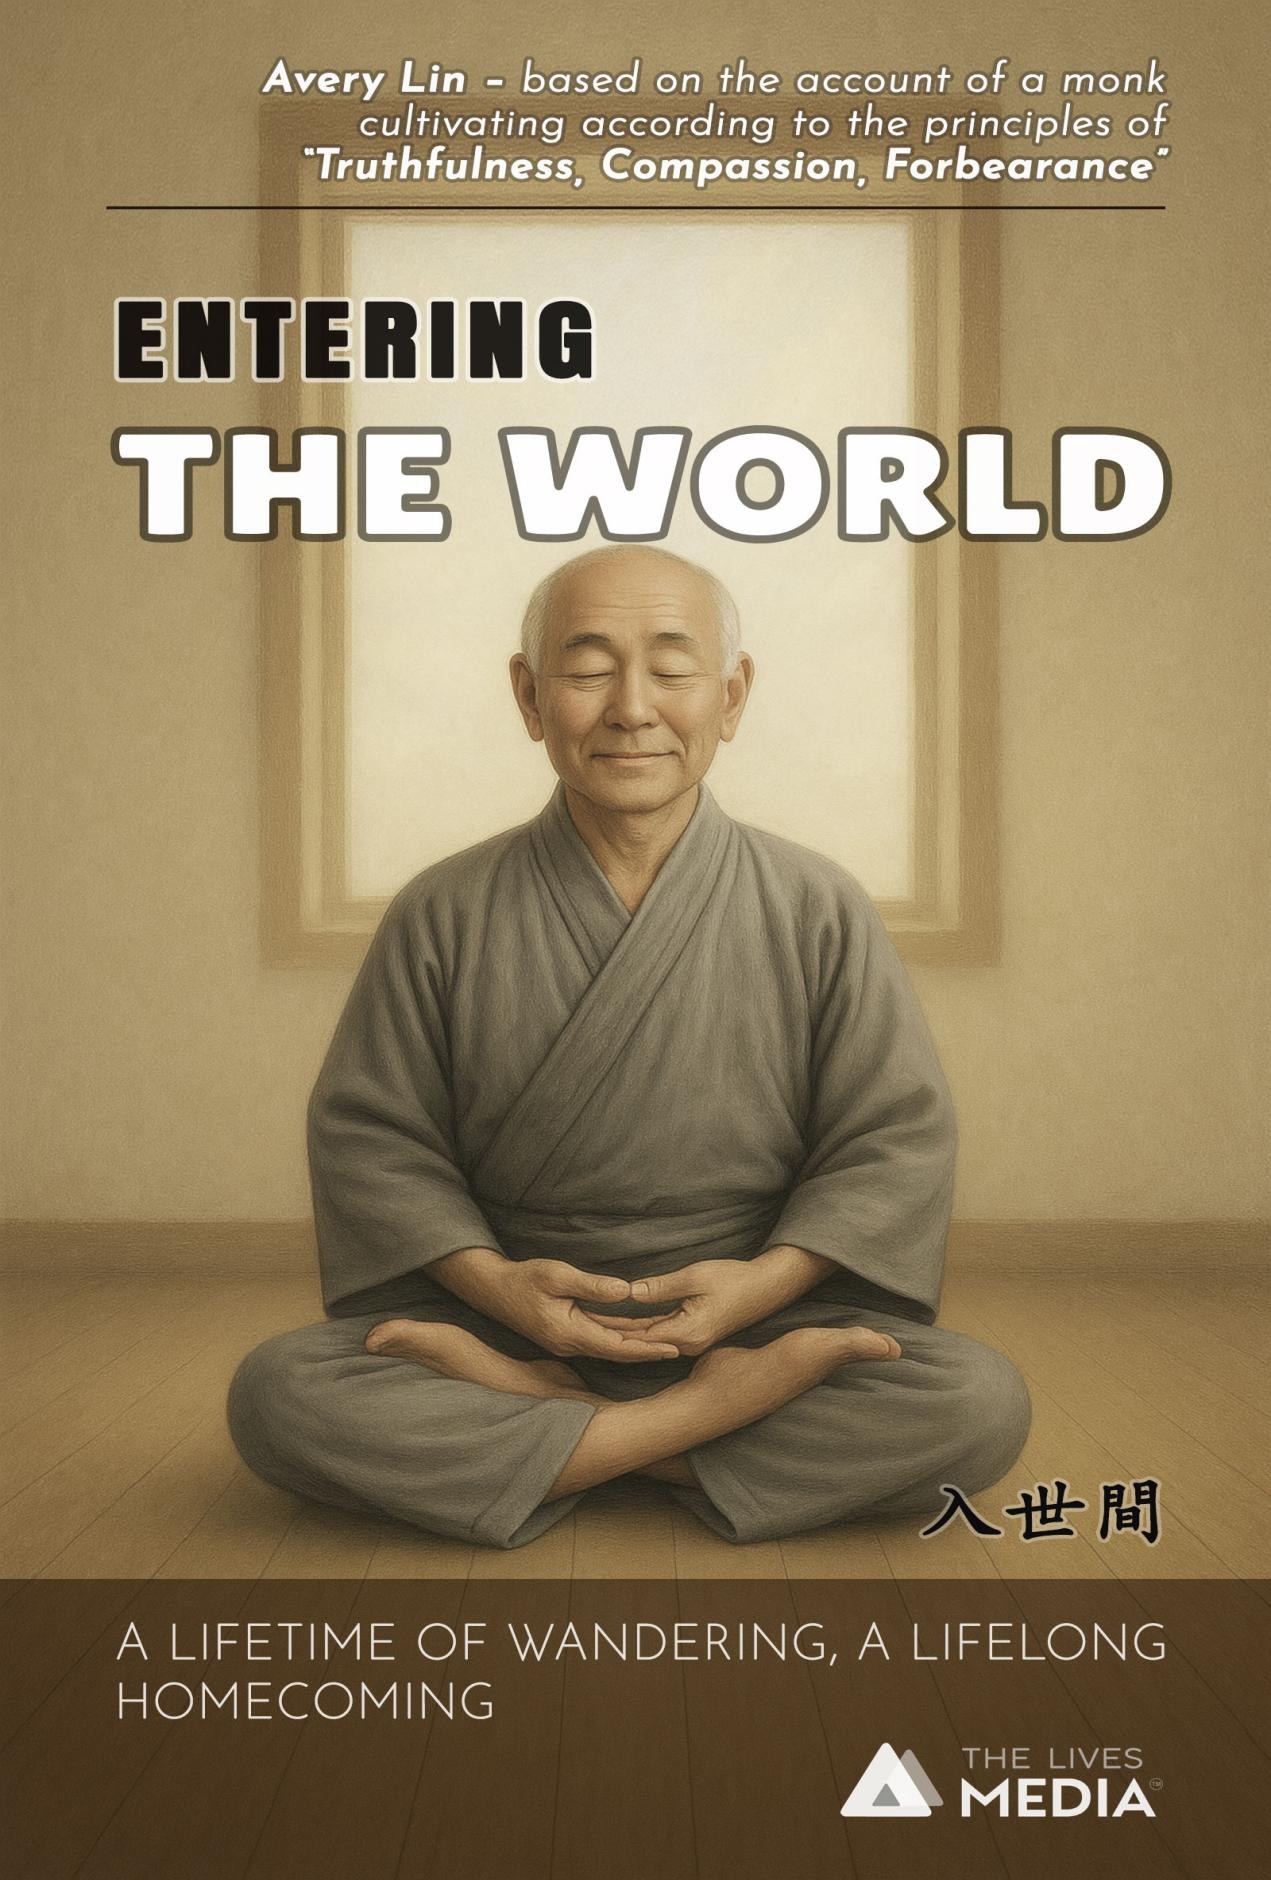 Avery Lin – based on the account of a monk
cultivating according to the principles of
“Truthfulness, Compassion, Forbearance”
ENTERING
THE WORLD
入世間
A LIFETIME OF WANDERING, A LIFELONG
HOMECOMING
THE LIVES
MEDIA™